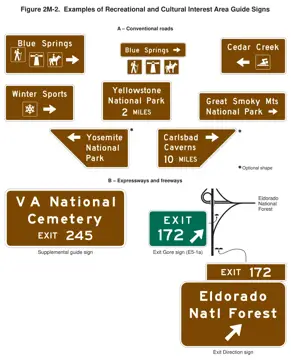 Figure 2M-2. Examples of Recreational and Cultural Interest Area Guide Signs
A – Conventional roads
Blue Springs
Blue Springs
Cedar Creek
Winter Sports
Yellowstone
National Park
2 MILES
Great Smoky Mts
National Park
Yosemite
National
Park
*
Carlsbad
Caverns
10 MILES
*
* Optional shape
B – Expressways and freeways
VA National
Cemetery
EXIT 245
Supplemental guide sign
EXIT
172
Exit Gore sign (E5-1a)
Eldorado
National
Forest
EXIT 172
Eldorado
Natl Forest
Exit Direction sign